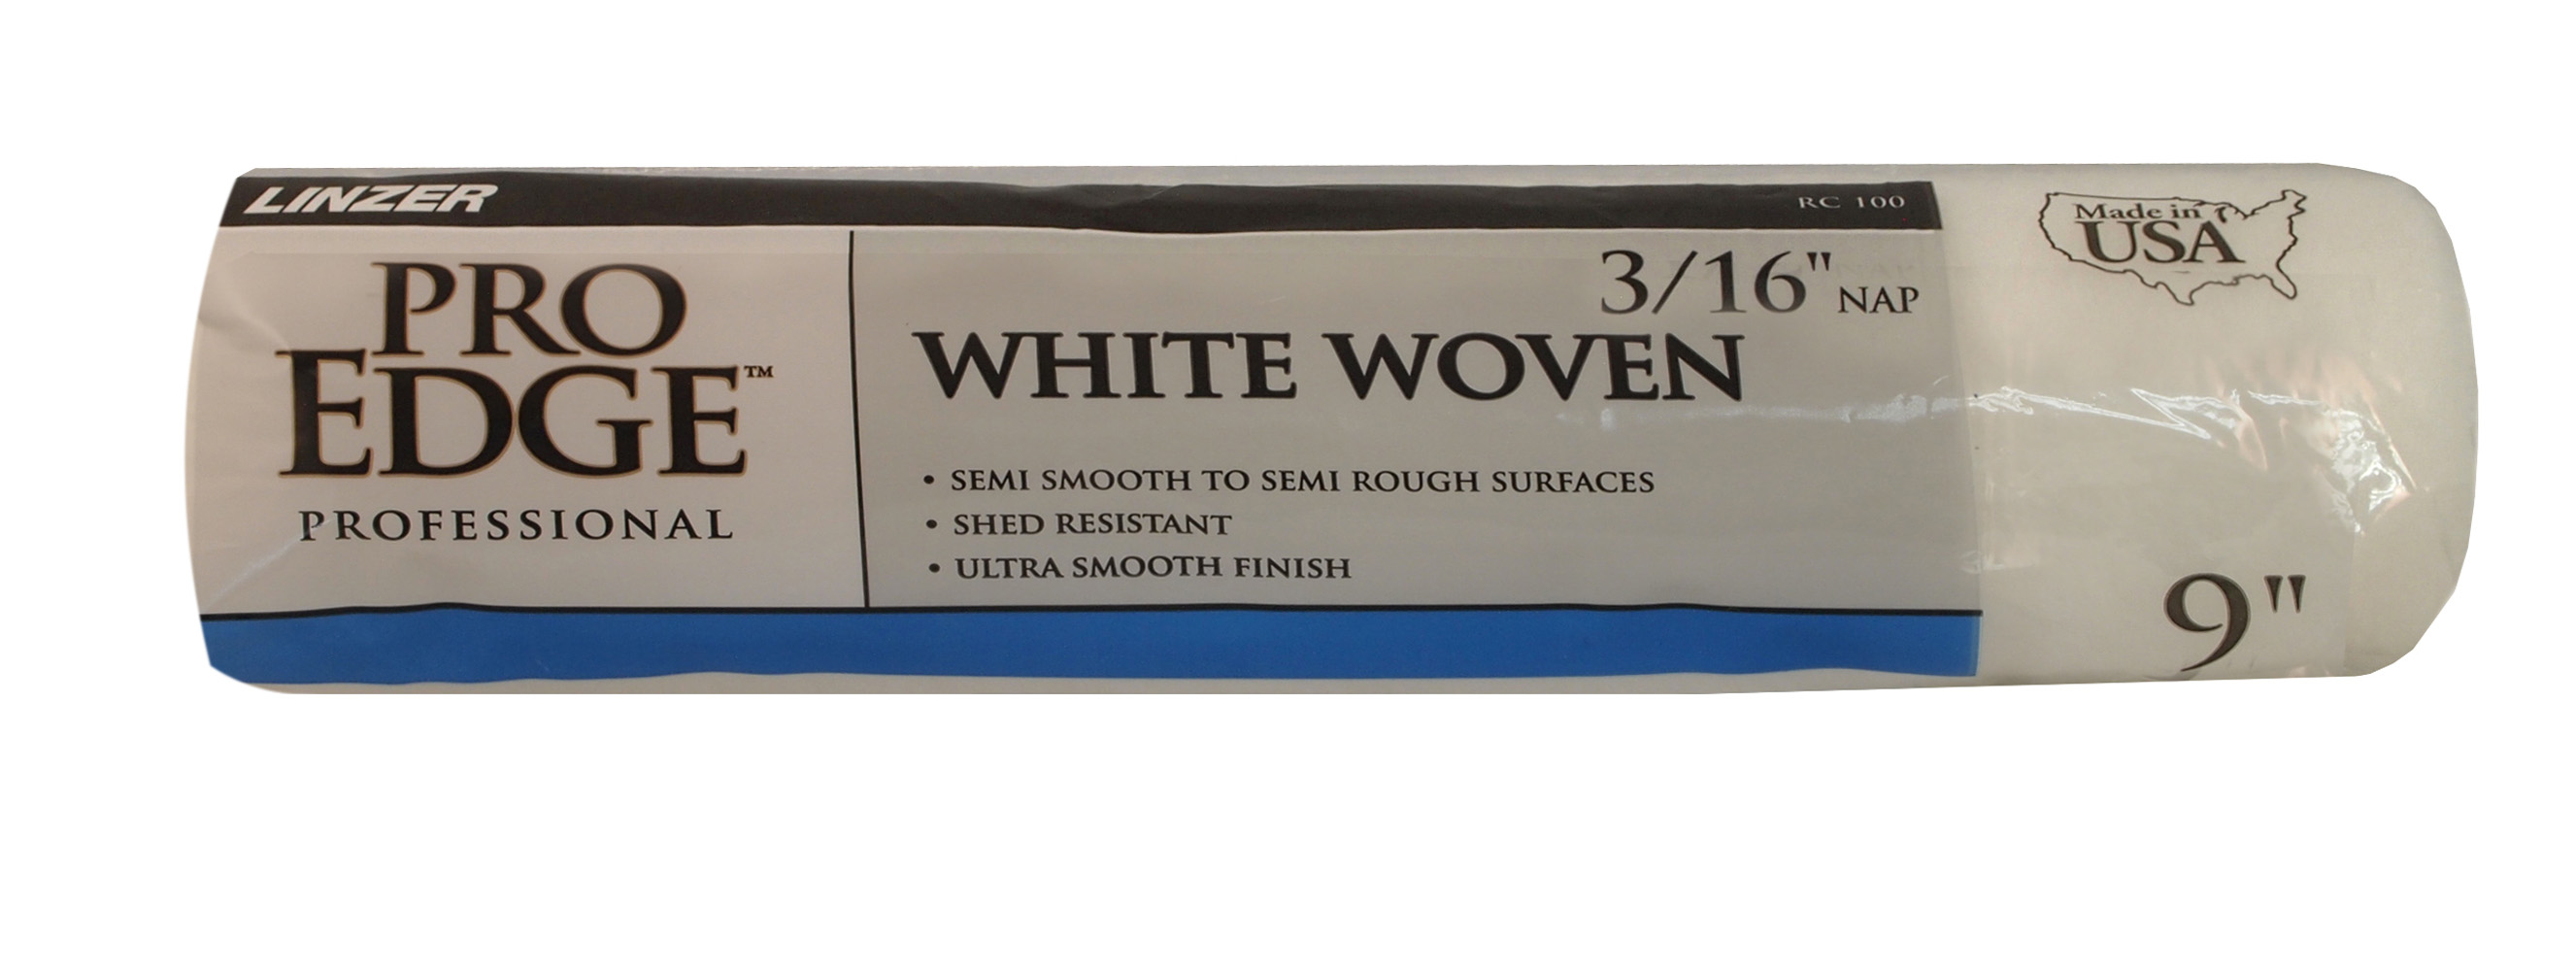 LINZER
RC 100
PRO
EDGE™
PROFESSIONAL
3/16" NAP
WHITE WOVEN
• SEMI SMOOTH TO SEMI ROUGH SURFACES
• SHED RESISTANT
• ULTRA SMOOTH FINISH
Made in
USA
9"